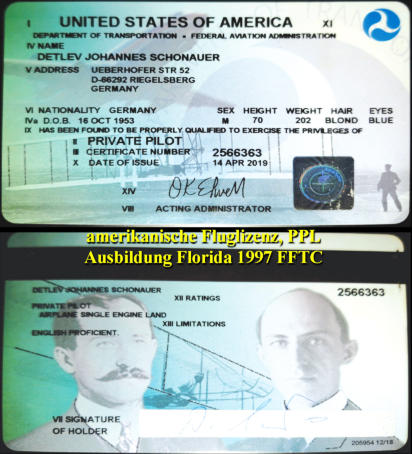 I UNITED STATES OF AMERICA XI
DEPARTMENT OF TRANSPORTATION • FEDERAL AVIATION ADMINISTRATION
IV NAME
DETLEV JOHANNES SCHONAUER
V ADDRESS UEBERHOFER STR 52
D-66292 RIEGELSBERG
GERMANY
VI NATIONALITY GERMANY SEX HEIGHT WEIGHT HAIR EYES
IVa D.O.B. 16 OCT 1953 M 70 202 BLOND BLUE
IX HAS BEEN FOUND TO BE PROPERLY QUALIFIED TO EXERCISE THE PRIVILEGES OF
II PRIVATE PILOT
III CERTIFICATE NUMBER 2566363
X DATE OF ISSUE 14 APR 2019
XIV
VIII ACTING ADMINISTRATOR
amerikanische Fluglizenz, PPL
Ausbildung Florida 1997 FFTC
DETLEV JOHANNES SCHONAUER 2566363
XII RATINGS
PRIVATE PILOT
AIRPLANE SINGLE ENGINE LAND
XIII LIMITATIONS
ENGLISH PROFICIENT.
VII SIGNATURE
OF HOLDER
205954 12/18